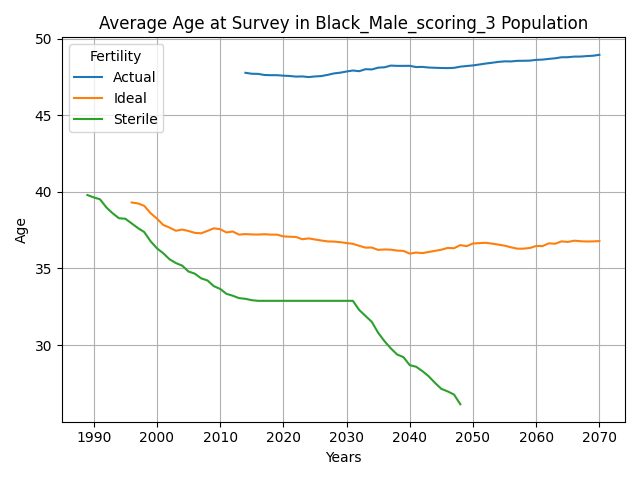 Average Age at Survey in Black_Male_scoring_3 Population
Fertility
Actual
Ideal
Sterile
50
45
40
35
30
Age
1990 2000 2010 2020 2030 2040 2050 2060 2070
Years